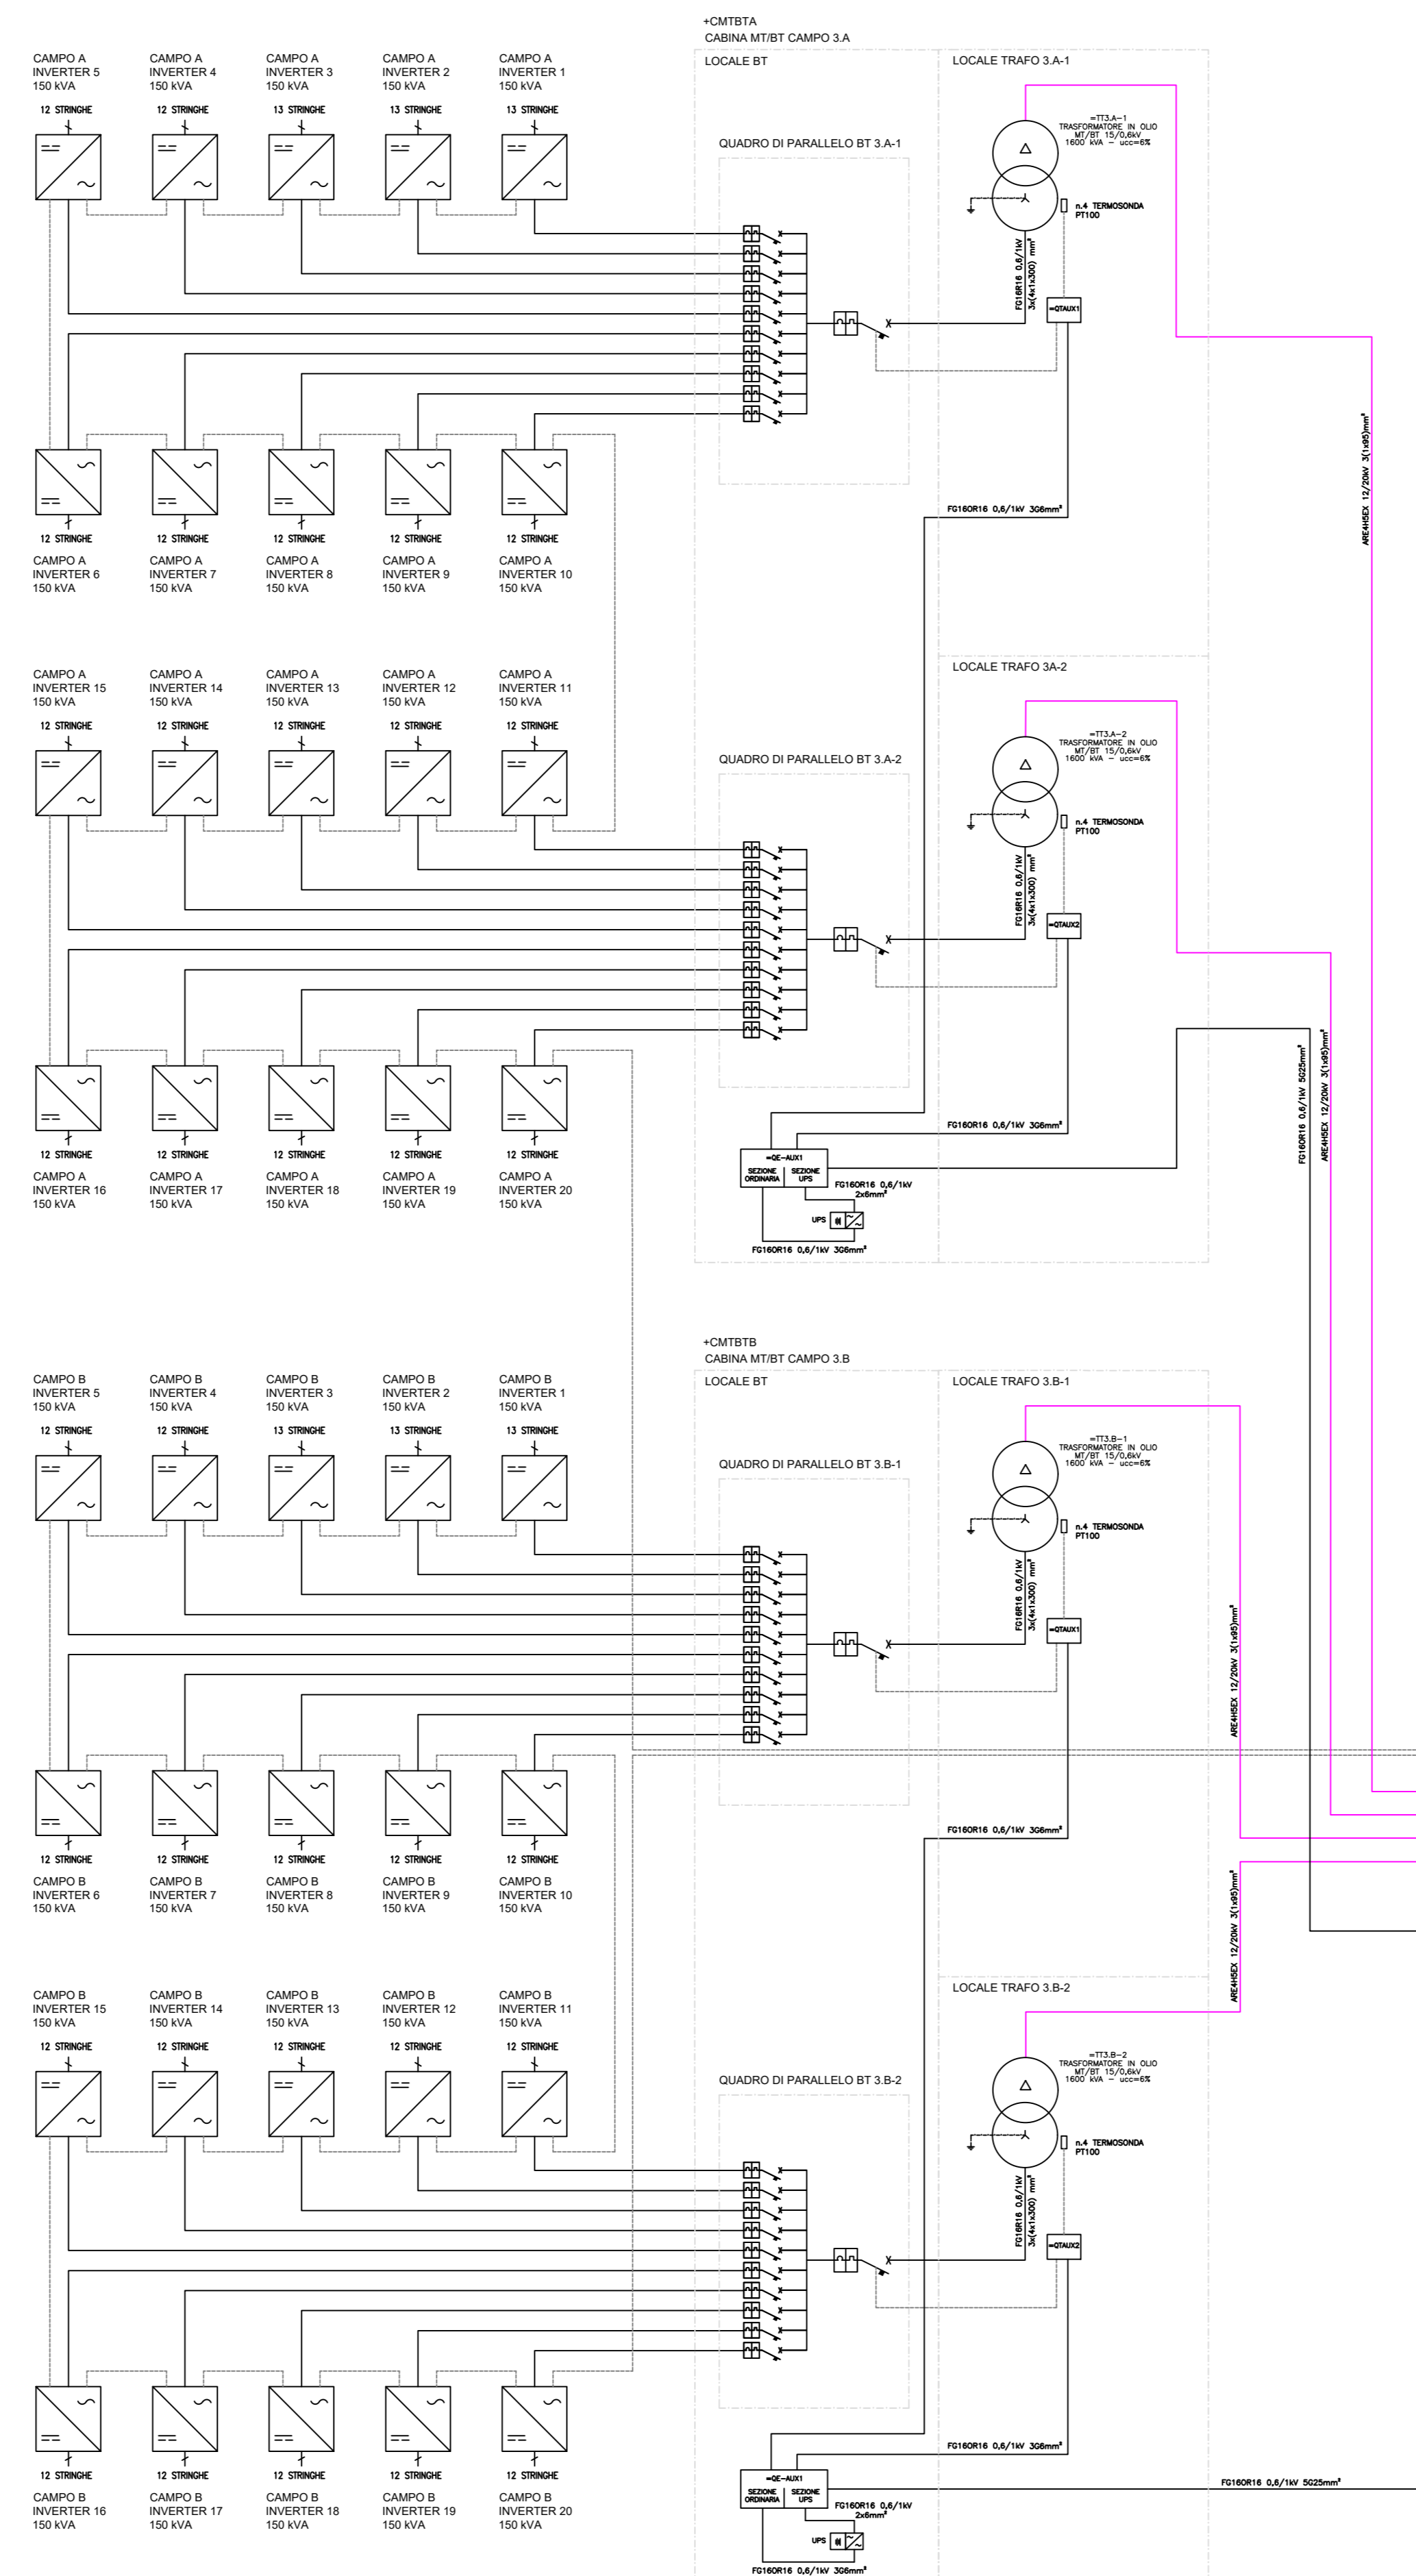 +CMTBTA
CABINA MT/BT CAMPO 3.A
LOCALE BT
LOCALE TRAFO 3.A-1
CAMPO A
INVERTER 5
150 kVA
12 STRINGHE
CAMPO A
INVERTER 4
150 kVA
12 STRINGHE
CAMPO A
INVERTER 3
150 kVA
13 STRINGHE
CAMPO A
INVERTER 2
150 kVA
13 STRINGHE
CAMPO A
INVERTER 1
150 kVA
13 STRINGHE
QUADRO DI PARALLELO BT 3.A-1
=TT3.A-1
TRASFORMATORE IN OLIO
MT/BT 15/0,6kV
1600 kVA - ucc=6%
n.4 TERMOSONDA
PT100
FG16R16 0,6/1kV
3x(4x1x300) mm²
=QTAUX1
ARE4H5EX 12/20kV 3(1x95)mm²
FG16OR16 0,6/1kV 3G6mm²
12 STRINGHE
CAMPO A
INVERTER 6
150 kVA
12 STRINGHE
CAMPO A
INVERTER 7
150 kVA
12 STRINGHE
CAMPO A
INVERTER 8
150 kVA
12 STRINGHE
CAMPO A
INVERTER 9
150 kVA
12 STRINGHE
CAMPO A
INVERTER 10
150 kVA
LOCALE TRAFO 3A-2
CAMPO A
INVERTER 15
150 kVA
12 STRINGHE
CAMPO A
INVERTER 14
150 kVA
12 STRINGHE
CAMPO A
INVERTER 13
150 kVA
12 STRINGHE
CAMPO A
INVERTER 12
150 kVA
12 STRINGHE
CAMPO A
INVERTER 11
150 kVA
12 STRINGHE
QUADRO DI PARALLELO BT 3.A-2
=TT3.A-2
TRASFORMATORE IN OLIO
MT/BT 15/0,6kV
1600 kVA - ucc=6%
n.4 TERMOSONDA
PT100
FG16R16 0,6/1kV
3x(4x1x300) mm²
=QTAUX2
FG16OR16 0,6/1kV 5G25mm²
ARE4H5EX 12/20kV 3(1x95)mm²
FG16OR16 0,6/1kV 3G6mm²
12 STRINGHE
CAMPO A
INVERTER 16
150 kVA
12 STRINGHE
CAMPO A
INVERTER 17
150 kVA
12 STRINGHE
CAMPO A
INVERTER 18
150 kVA
12 STRINGHE
CAMPO A
INVERTER 19
150 kVA
12 STRINGHE
CAMPO A
INVERTER 20
150 kVA
=QE-AUX1
SEZIONE
ORDINARIA
SEZIONE
UPS
FG16OR16 0,6/1kV
2x6mm²
UPS
FG16OR16 0,6/1kV 3G6mm²
+CMTBTB
CABINA MT/BT CAMPO 3.B
LOCALE BT
LOCALE TRAFO 3.B-1
CAMPO B
INVERTER 5
150 kVA
12 STRINGHE
CAMPO B
INVERTER 4
150 kVA
12 STRINGHE
CAMPO B
INVERTER 3
150 kVA
13 STRINGHE
CAMPO B
INVERTER 2
150 kVA
13 STRINGHE
CAMPO B
INVERTER 1
150 kVA
13 STRINGHE
QUADRO DI PARALLELO BT 3.B-1
=TT3.B-1
TRASFORMATORE IN OLIO
MT/BT 15/0,6kV
1600 kVA - ucc=6%
n.4 TERMOSONDA
PT100
FG16R16 0,6/1kV
3x(4x1x300) mm²
=QTAUX1
ARE4H5EX 12/20kV 3(1x95)mm²
FG16OR16 0,6/1kV 3G6mm²
12 STRINGHE
CAMPO B
INVERTER 6
150 kVA
12 STRINGHE
CAMPO B
INVERTER 7
150 kVA
12 STRINGHE
CAMPO B
INVERTER 8
150 kVA
12 STRINGHE
CAMPO B
INVERTER 9
150 kVA
12 STRINGHE
CAMPO B
INVERTER 10
150 kVA
ARE4H5EX 12/20kV 3(1x95)mm²
LOCALE TRAFO 3.B-2
CAMPO B
INVERTER 15
150 kVA
12 STRINGHE
CAMPO B
INVERTER 14
150 kVA
12 STRINGHE
CAMPO B
INVERTER 13
150 kVA
12 STRINGHE
CAMPO B
INVERTER 12
150 kVA
12 STRINGHE
CAMPO B
INVERTER 11
150 kVA
12 STRINGHE
QUADRO DI PARALLELO BT 3.B-2
=TT3.B-2
TRASFORMATORE IN OLIO
MT/BT 15/0,6kV
1600 kVA - ucc=6%
n.4 TERMOSONDA
PT100
FG16R16 0,6/1kV
3x(4x1x300) mm²
=QTAUX2
FG16OR16 0,6/1kV 3G6mm²
12 STRINGHE
CAMPO B
INVERTER 16
150 kVA
12 STRINGHE
CAMPO B
INVERTER 17
150 kVA
12 STRINGHE
CAMPO B
INVERTER 18
150 kVA
12 STRINGHE
CAMPO B
INVERTER 19
150 kVA
12 STRINGHE
CAMPO B
INVERTER 20
150 kVA
=QE-AUX1
SEZIONE
ORDINARIA
SEZIONE
UPS
FG16OR16 0,6/1kV 5G25mm²
FG16OR16 0,6/1kV
2x6mm²
UPS
FG16OR16 0,6/1kV 3G6mm²